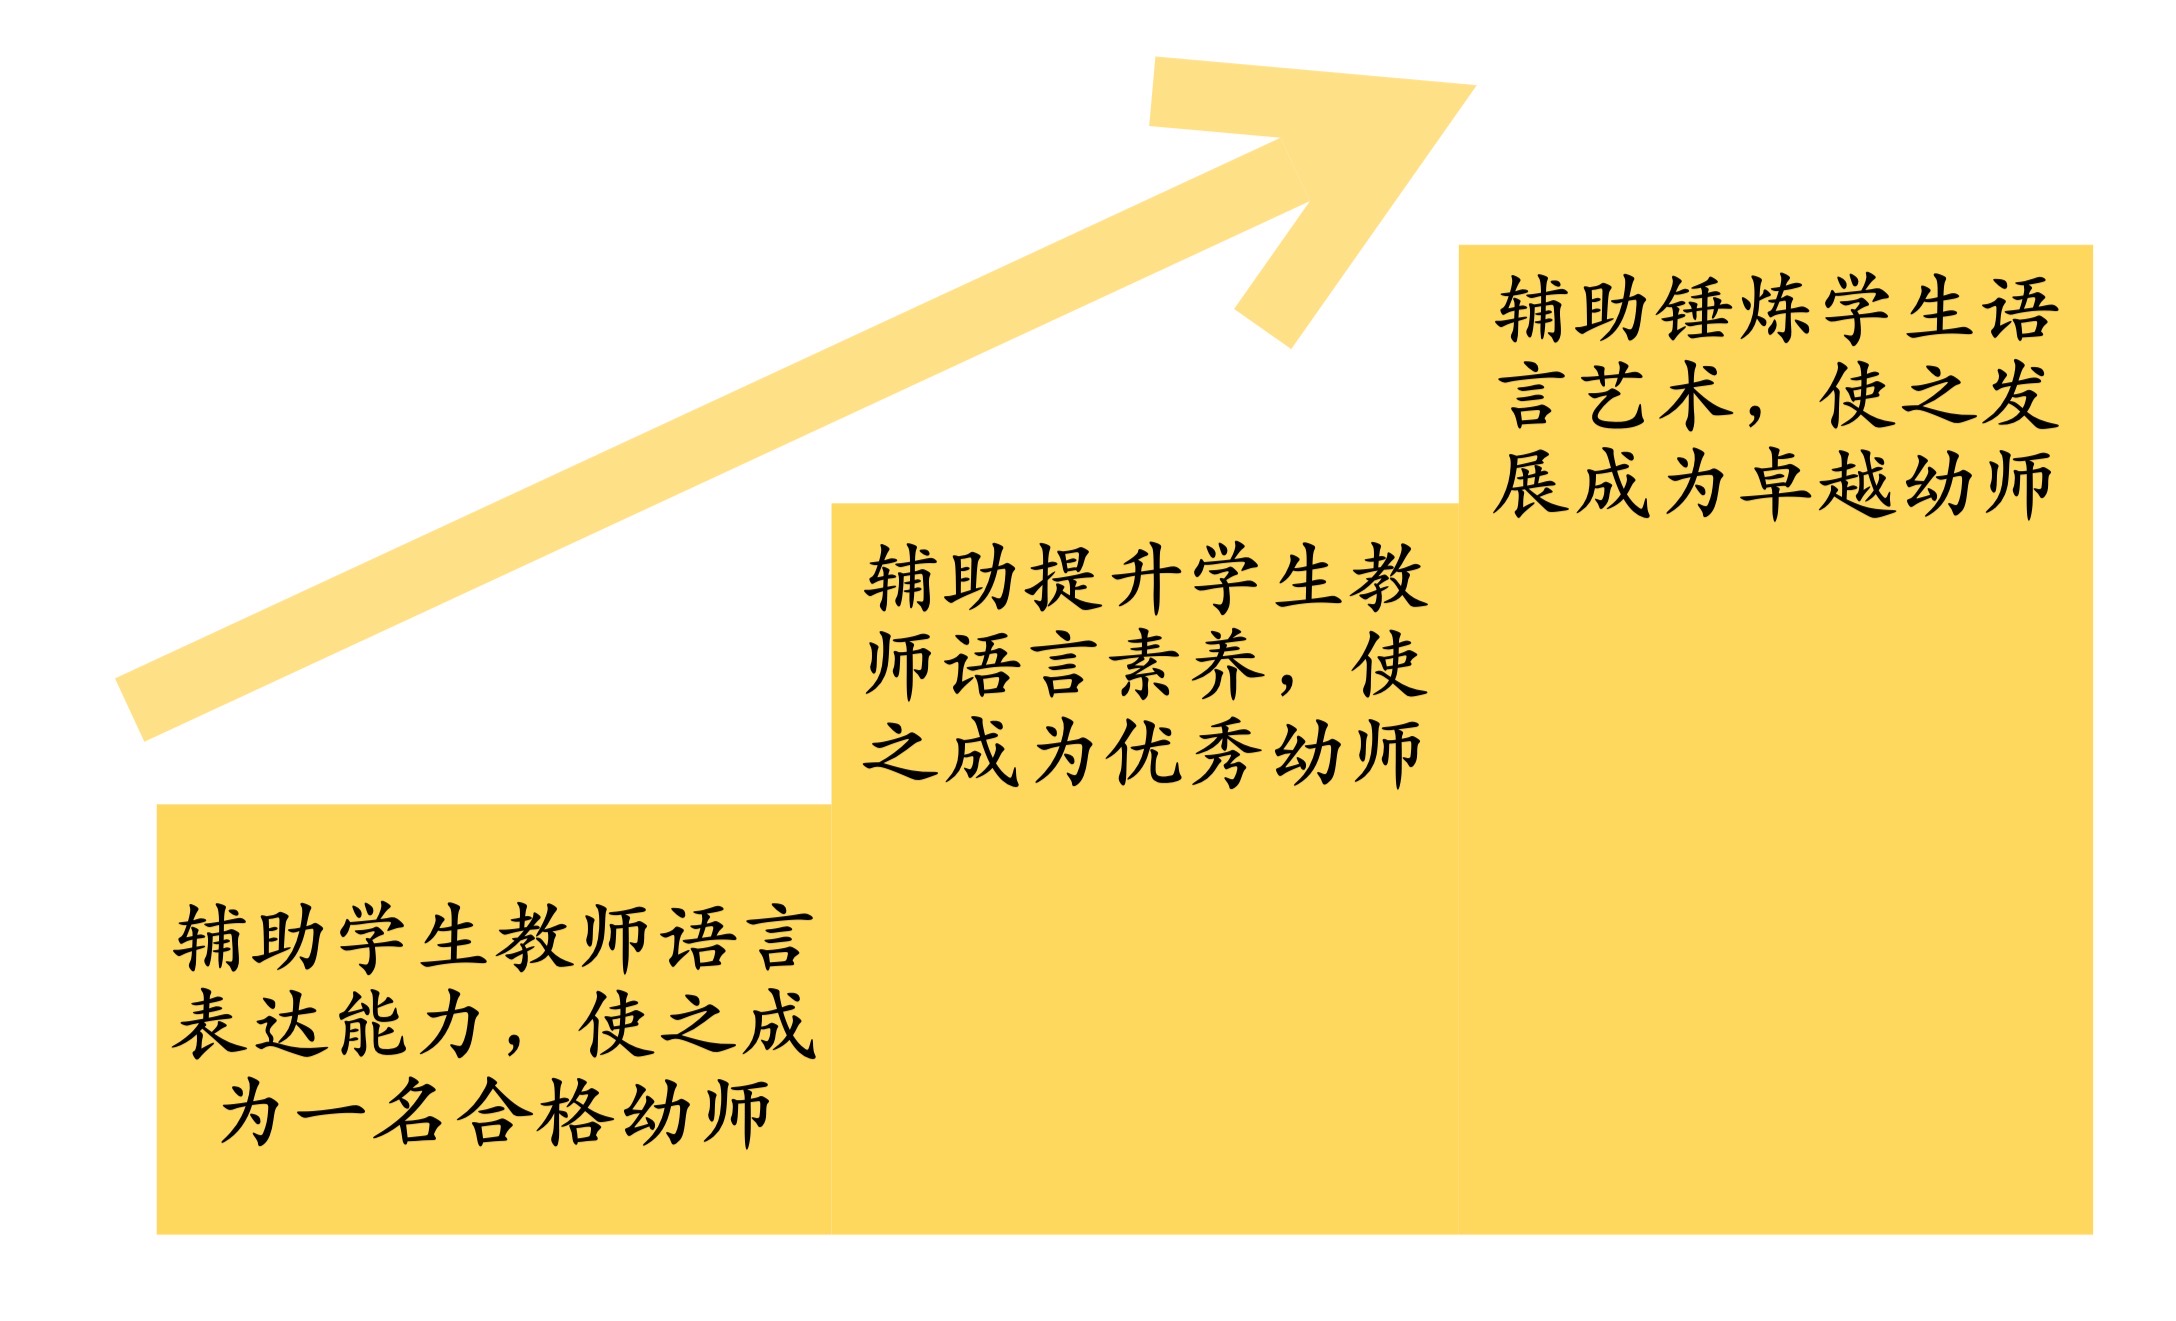 辅助学生教师语言
表达能力，使之成
为一名合格幼师
辅助提升学生教
师语言素养，使
之成为优秀幼师
辅助锤炼学生语
言艺术，使之发
展成为卓越幼师